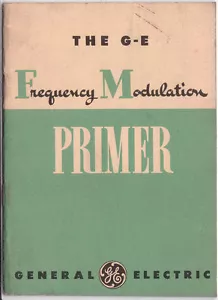 THE G-E
Frequency Modulation
PRIMER
GENERAL GE ELECTRIC